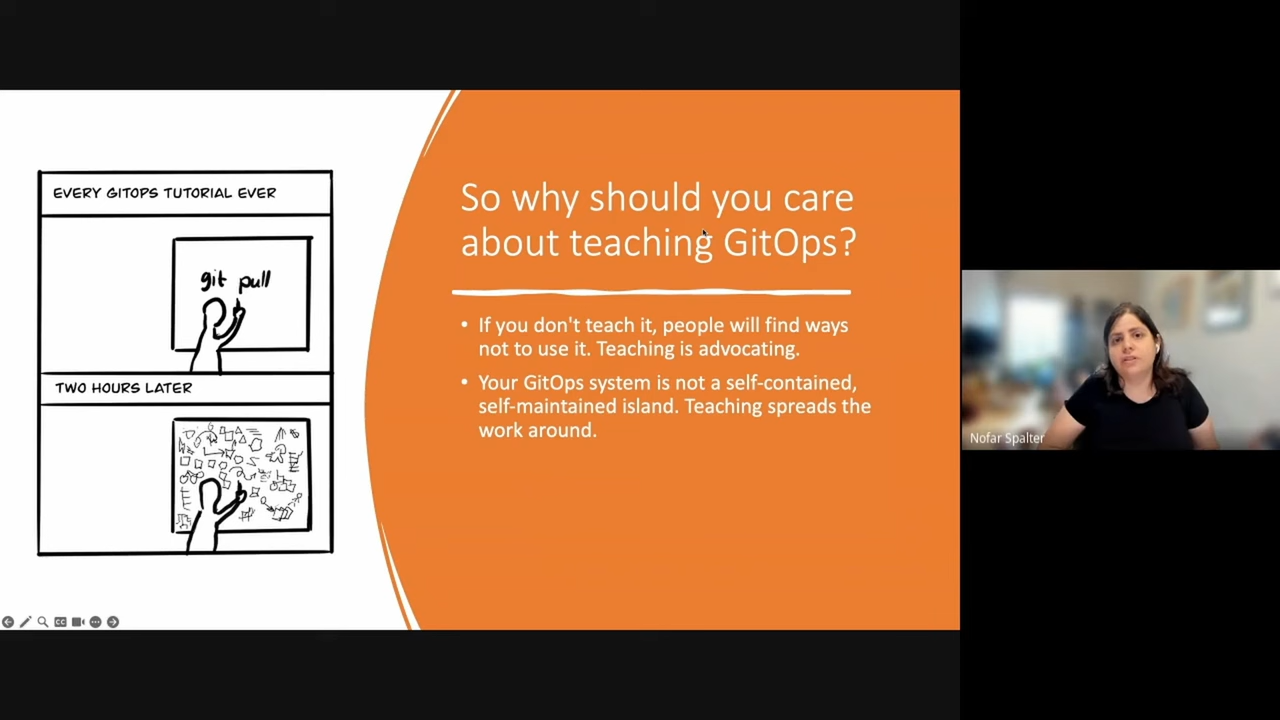 EVERY GITOPS TUTORIAL EVER
git pull
TWO HOURS LATER
So why should you care
about teaching GitOps?
• If you don't teach it, people will find ways
not to use it. Teaching is advocating.
• Your GitOps system is not a self-contained,
self-maintained island. Teaching spreads the
work around.
Nofar Spalter